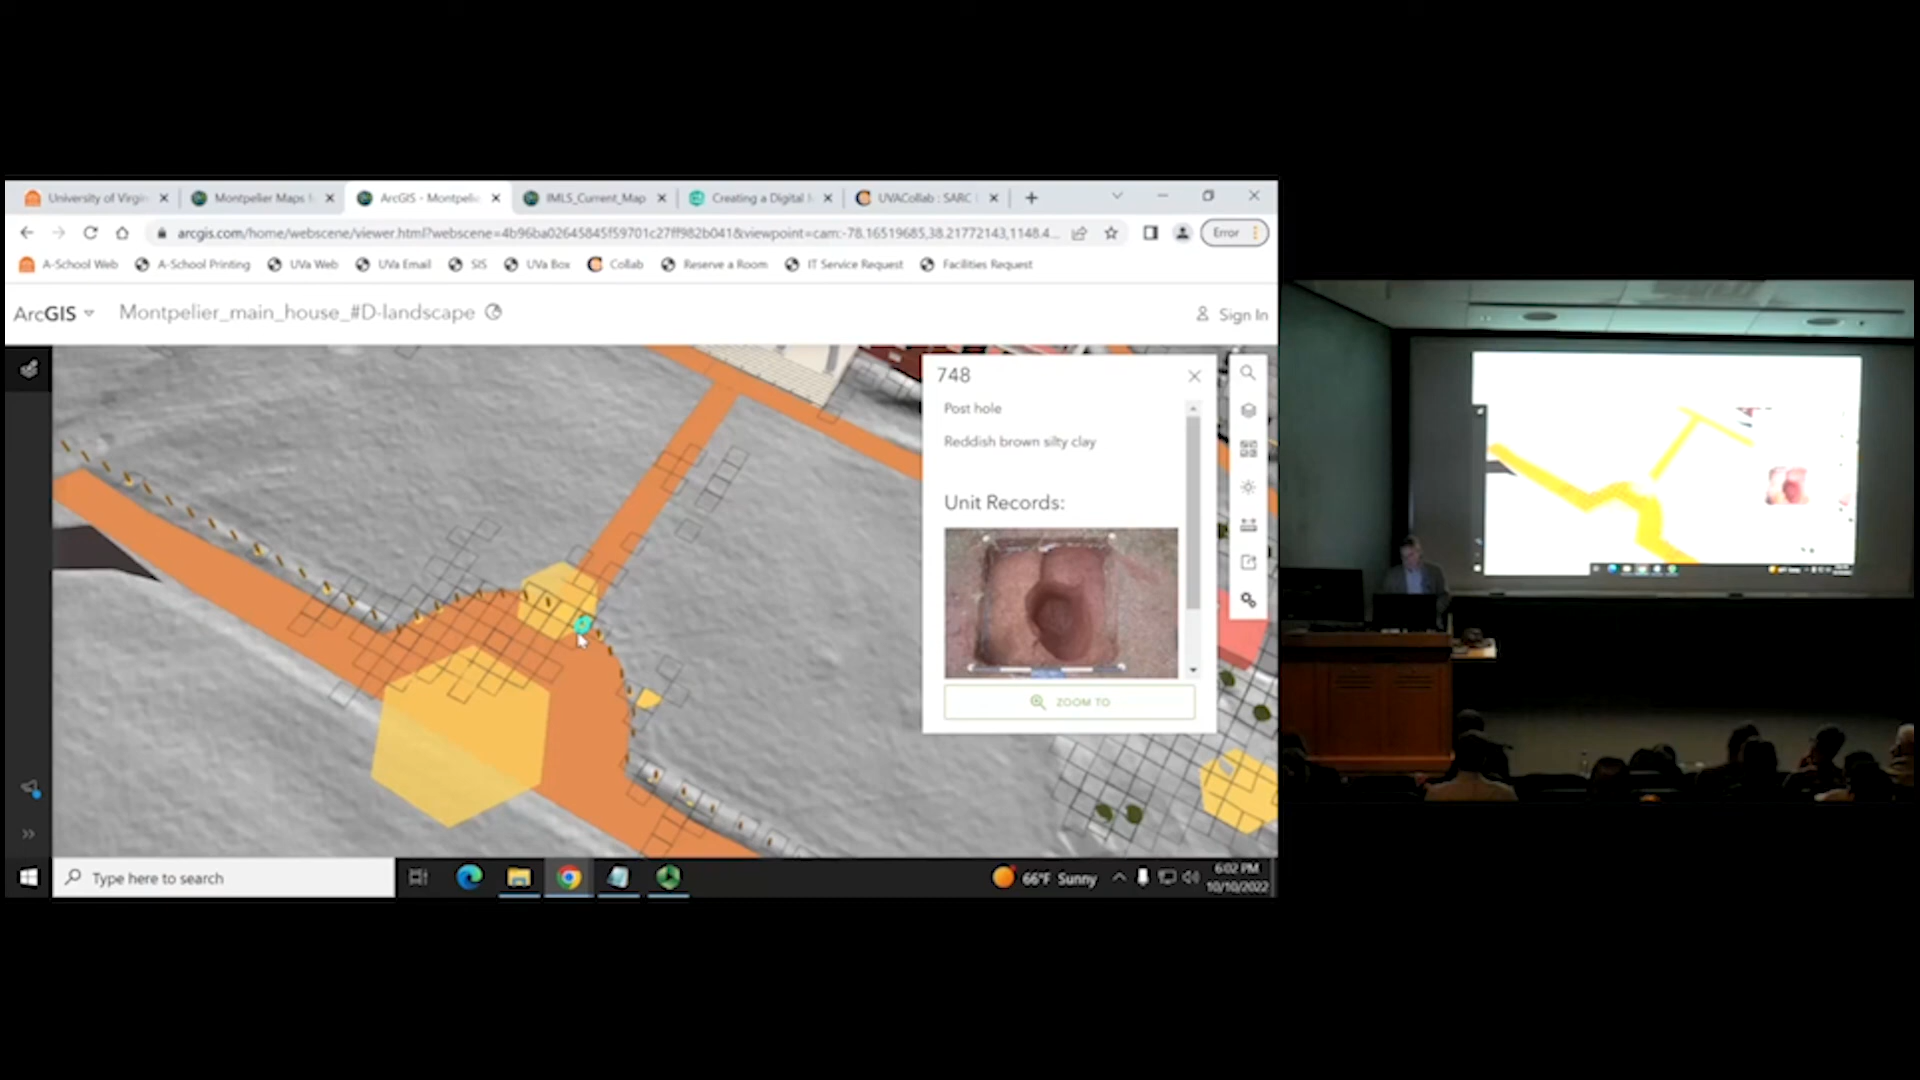 University of Virgin
Montpelier Maps
ArcGIS - Montpelie
IMLS_Current_Map
Creating a Digital
UVACollab : SARC
arcgis.com/home/webscene/viewer.html?webscene=4b96ba02645845f59701c27ff982b041&viewpoint=cam:-78.16519685,38.21772143,1148.4...
Error
A-School Web
A-School Printing
UVa Web
UVa Email
SIS
UVa Box
Collab
Reserve a Room
IT Service Request
Facilities Request
ArcGIS
Montpelier_main_house_#D-landscape
Sign In
748
Post hole
Reddish brown silty clay
Unit Records:
ZOOM TO
Type here to search
66°F Sunny
6:02 PM
10/10/2022